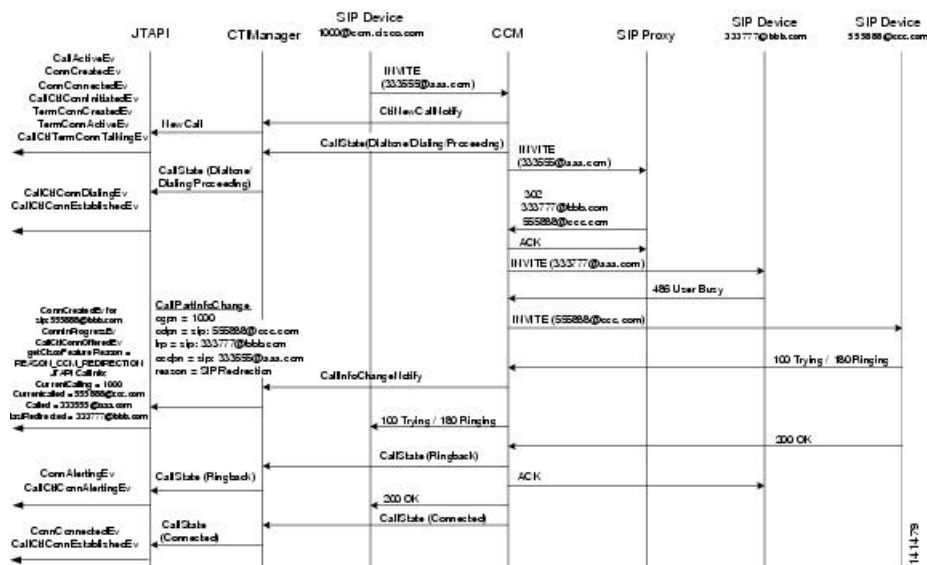 SIP Device
1000@ccm.cisco.com
SIP Device
333777@bbb.com
SIP Device
555888@ccc.com
JTAPI
CTIManager
CCM
SIP Proxy
CallActiveEv
ConnCreatedEv
ConnConnectedEv
CallCtlConnInitiatedEv
TermConnCreatedEv
TermConnActiveEv
CallCtlTermConnTalkingEv
INVITE
(333555@aaa.com)
CtiNewCallNotify
NewCall
CallState(Dialtone/Dialing/Proceeding)
INVITE
(333555@aaa.com)
CallState (Dialtone/
Dialing/Proceeding)
CallCtlConnDialingEv
CallCtlConnEstablishedEv
302
333777@bbb.com
555888@ccc.com
ACK
INVITE (333777@aaa.com)
486 User Busy
ConnCreatedEv for
sip:555888@bbb.com
ConnInProgressEv
CallCtlConnOfferedEv
getCiscoFeatureReason =
REASON_CCM_REDIRECTION
JTAPI CallInfo:
CurrentCalling = 1000
Currentcalled = 555888@ccc.com
Called = 333555@aaa.com
lastRedirected = 333777@bbb.com
CallPartInfoChange
cgpn = 1000
cdpn = sip: 555888@ccc.com
lrp = sip: 333777@bbb.com
ocdpn = sip: 333555@aaa.com
reason = SIPRedirection
INVITE (555888@ccc.com)
100 Trying / 180 Ringing
CallInfoChangeNotify
100 Trying / 180 Ringing
200 OK
CallState (Ringback)
ConnAlertingEv
CallCtlConnAlertingEv
CallState (Ringback)
ACK
200 OK
CallState (Connected)
ConnConnectedEv
CallCtlConnEstablishedEv
CallState
(Connected)
141479